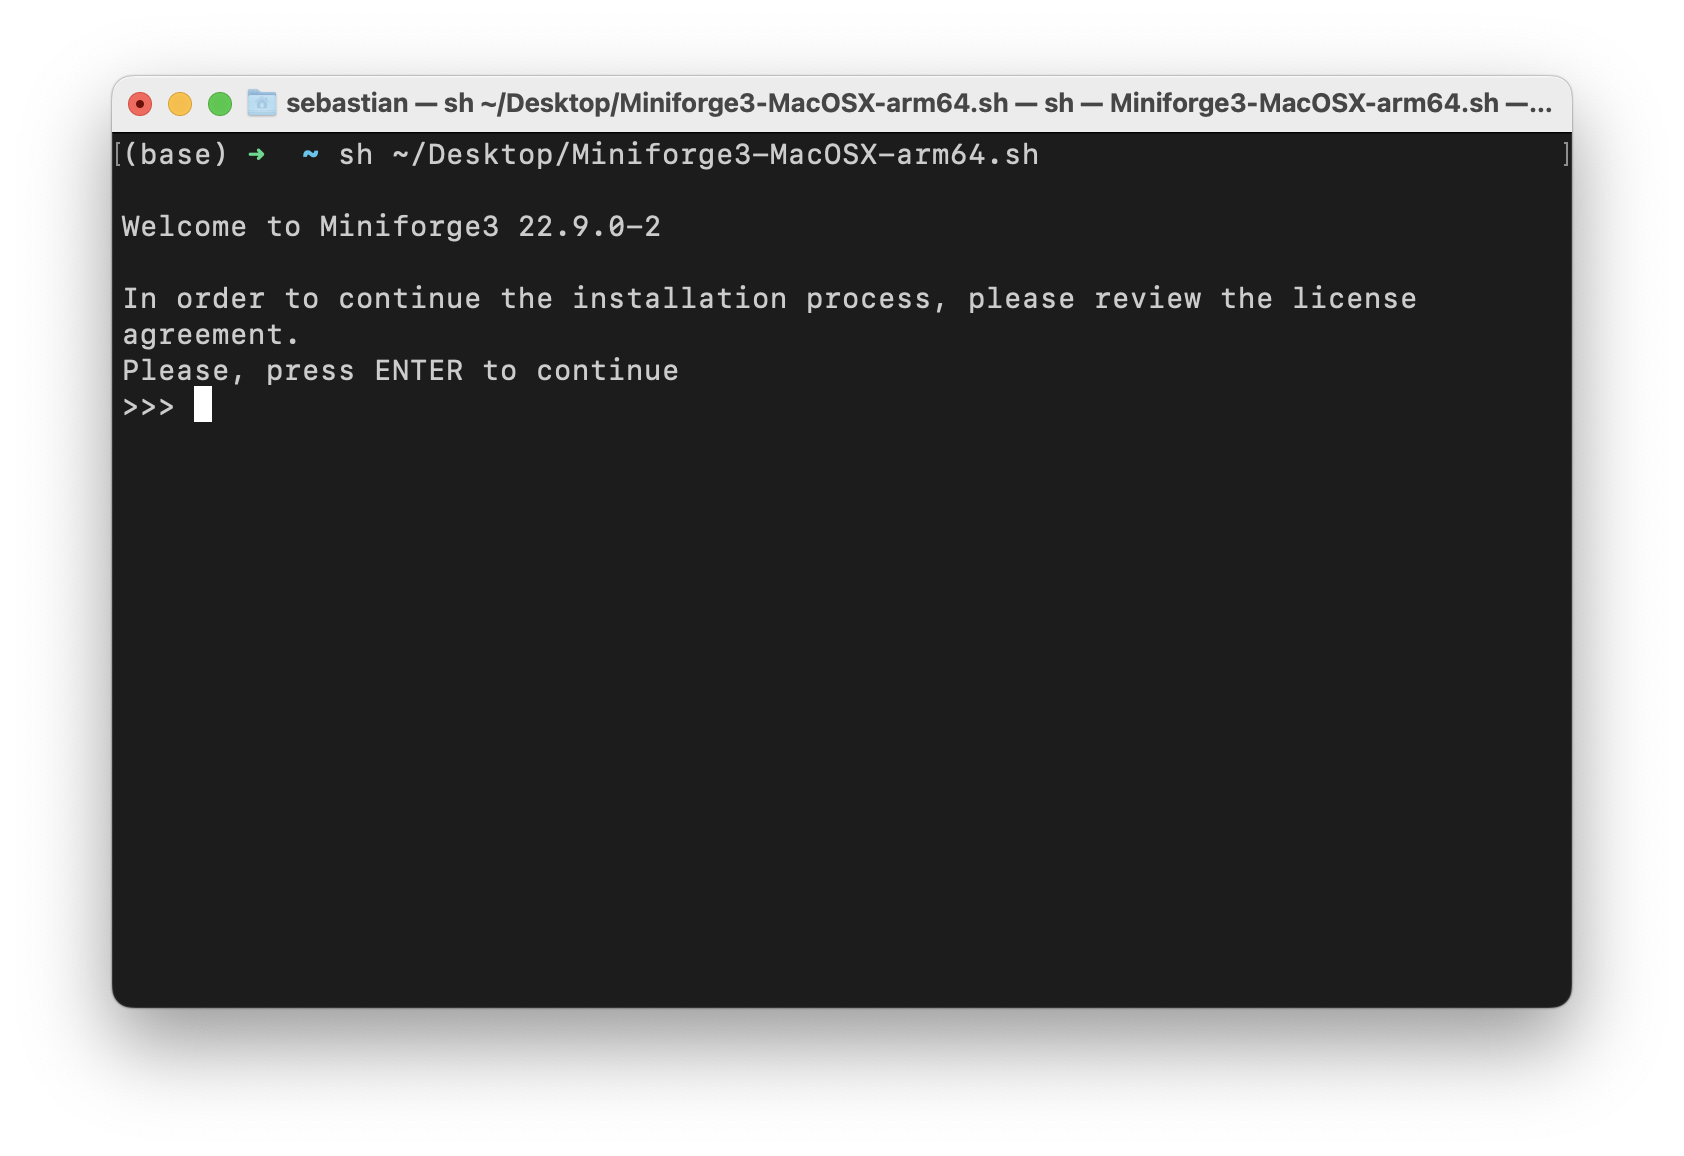 sebastian — sh ~/Desktop/Miniforge3-MacOSX-arm64.sh — sh — Miniforge3-MacOSX-arm64.sh —...
[(base) ➜  ~ sh ~/Desktop/Miniforge3-MacOSX-arm64.sh ]
Welcome to Miniforge3 22.9.0-2
In order to continue the installation process, please review the license
agreement.
Please, press ENTER to continue
>>>